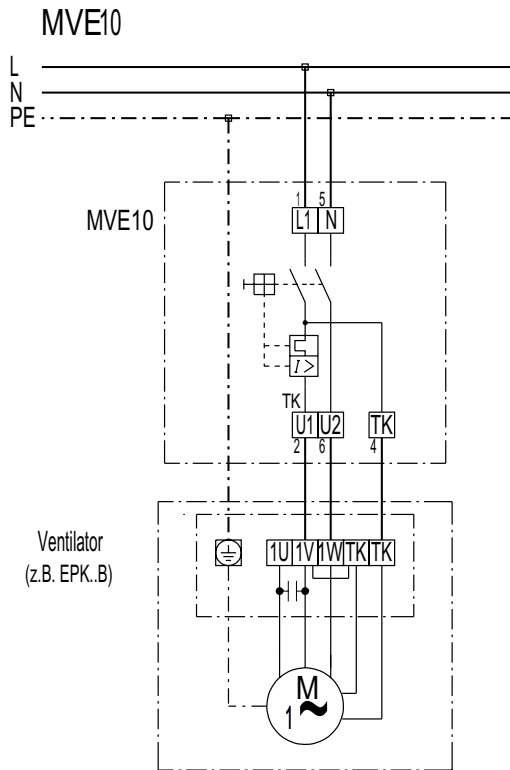 MVE10
L
N
PE
1 5
MVE10
L1 N
I >
TK
U1 U2 TK
2 6 4
Ventilator
(z.B. EPK..B)
1U 1V 1W TK TK
M
1 ~